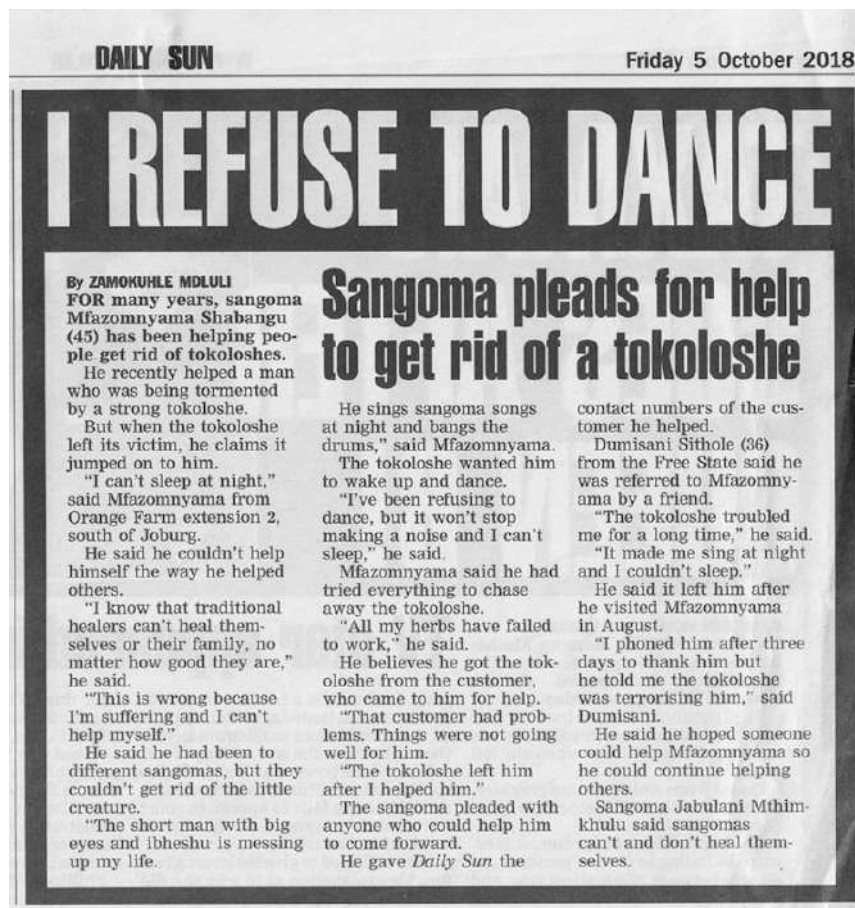 DAILY SUN
Friday 5 October 2018
I REFUSE TO DANCE
Sangoma pleads for help
to get rid of a tokoloshe
By ZAMOKUHLE MDLULI
FOR many years, sangoma
Mfazomnyama Shabangu
(45) has been helping peo-
ple get rid of tokoloshes.
He recently helped a man
who was being tormented
by a strong tokoloshe.
But when the tokoloshe
left its victim, he claims it
jumped on to him.
"I can't sleep at night,"
said Mfazomnyama from
Orange Farm extension 2,
south of Joburg.
He said he couldn't help
himself the way he helped
others.
"I know that traditional
healers can't heal them-
selves or their family, no
matter how good they are,"
he said.
"This is wrong because
I'm suffering and I can't
help myself."
He said he had been to
different sangomas, but they
couldn't get rid of the little
creature.
"The short man with big
eyes and ibheshu is messing
up my life.
He sings sangoma songs
at night and bangs the
drums," said Mfazomnyama.
The tokoloshe wanted him
to wake up and dance.
"I've been refusing to
dance, but it won't stop
making a noise and I can't
sleep," he said.
Mfazomnyama said he had
tried everything to chase
away the tokoloshe.
"All my herbs have failed
to work," he said.
He believes he got the tok-
oloshe from the customer,
who came to him for help.
"That customer had prob-
lems. Things were not going
well for him.
"The tokoloshe left him
after I helped him."
The sangoma pleaded with
anyone who could help him
to come forward.
He gave Daily Sun the
contact numbers of the cus-
tomer he helped.
Dumisani Sithole (36)
from the Free State said he
was referred to Mfazomny-
ama by a friend.
"The tokoloshe troubled
me for a long time," he said.
"It made me sing at night
and I couldn't sleep."
He said it left him after
he visited Mfazomnyama
in August.
"I phoned him after three
days to thank him but
he told me the tokoloshe
was terrorising him," said
Dumisani.
He said he hoped someone
could help Mfazomnyama so
he could continue helping
others.
Sangoma Jabulani Mthim-
khulu said sangomas
can't and don't heal them-
selves.